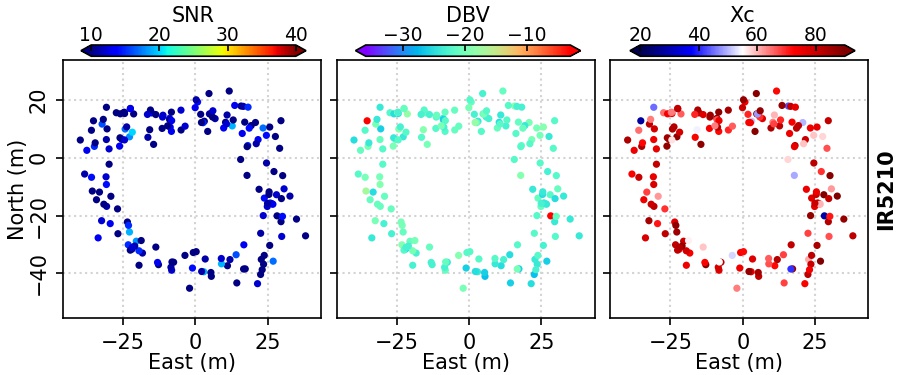 SNR DBV Xc
10 20 30 40 −30 −20 −10 20 40 60 80
20
0
−20
−40
North (m)
IR5210
−25 0 25 −25 0 25 −25 0 25
East (m) East (m) East (m)